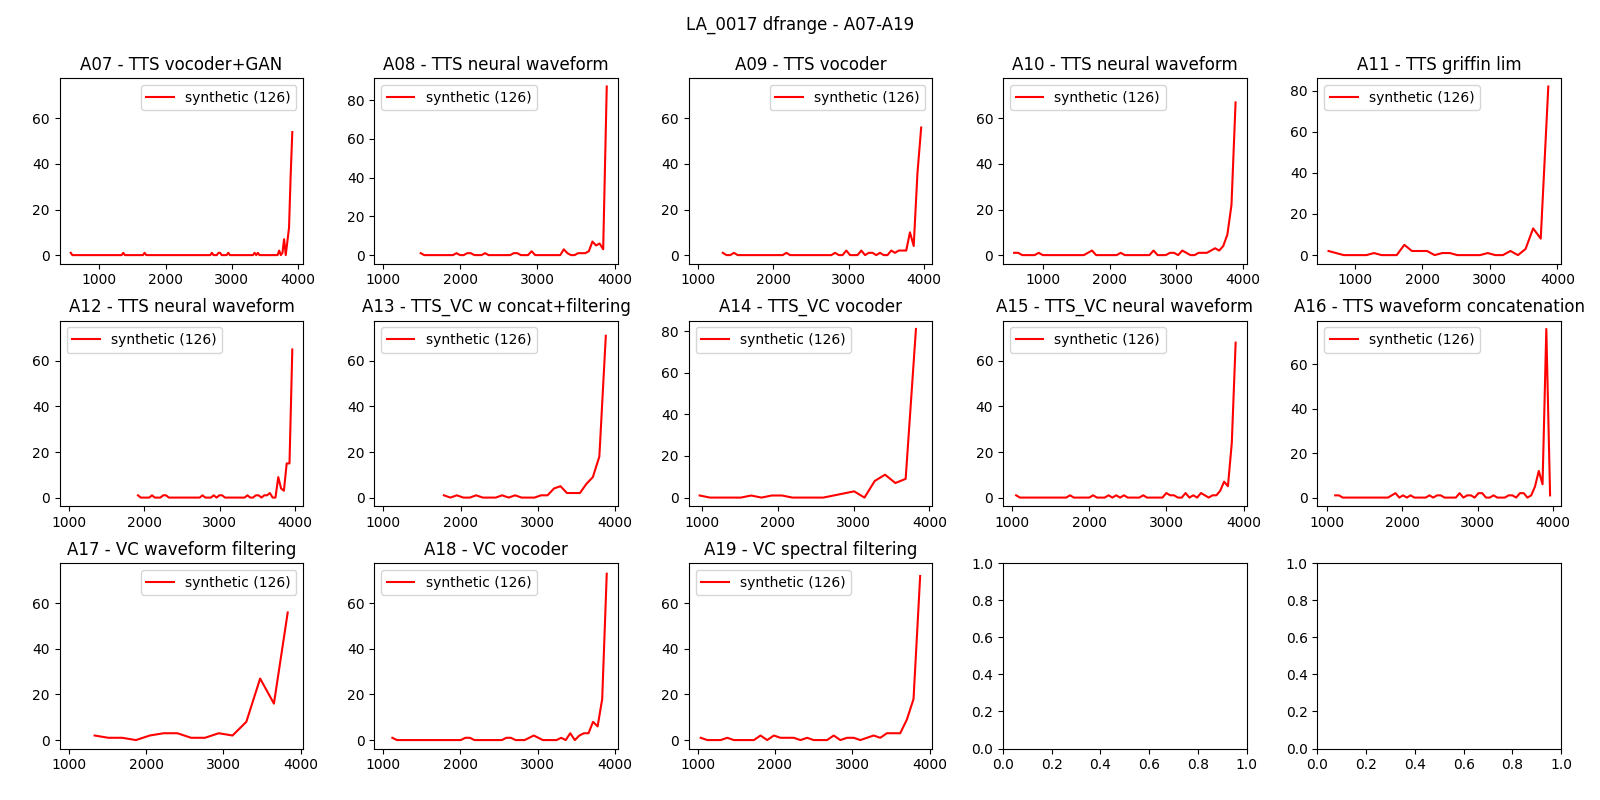 LA_0017 dfrange - A07-A19
A07 - TTS vocoder+GAN
A08 - TTS neural waveform
A09 - TTS vocoder
A10 - TTS neural waveform
A11 - TTS griffin lim
synthetic (126)
synthetic (126)
synthetic (126)
synthetic (126)
synthetic (126)
0 20 40 60
0 20 40 60 80
0 20 40 60
0 20 40 60
0 20 40 60 80
1000 2000 3000 4000
1000 2000 3000 4000
1000 2000 3000 4000
1000 2000 3000 4000
1000 2000 3000 4000
A12 - TTS neural waveform
A13 - TTS_VC w concat+filtering
A14 - TTS_VC vocoder
A15 - TTS_VC neural waveform
A16 - TTS waveform concatenation
synthetic (126)
synthetic (126)
synthetic (126)
synthetic (126)
synthetic (126)
0 20 40 60
0 20 40 60
0 20 40 60 80
0 20 40 60
0 20 40 60
1000 2000 3000 4000
1000 2000 3000 4000
1000 2000 3000 4000
1000 2000 3000 4000
1000 2000 3000 4000
A17 - VC waveform filtering
A18 - VC vocoder
A19 - VC spectral filtering
synthetic (126)
synthetic (126)
synthetic (126)
0 20 40 60
0 20 40 60
0 20 40 60
0.0 0.2 0.4 0.6 0.8 1.0
0.0 0.2 0.4 0.6 0.8 1.0
1000 2000 3000 4000
1000 2000 3000 4000
1000 2000 3000 4000
0.0 0.2 0.4 0.6 0.8 1.0
0.0 0.2 0.4 0.6 0.8 1.0